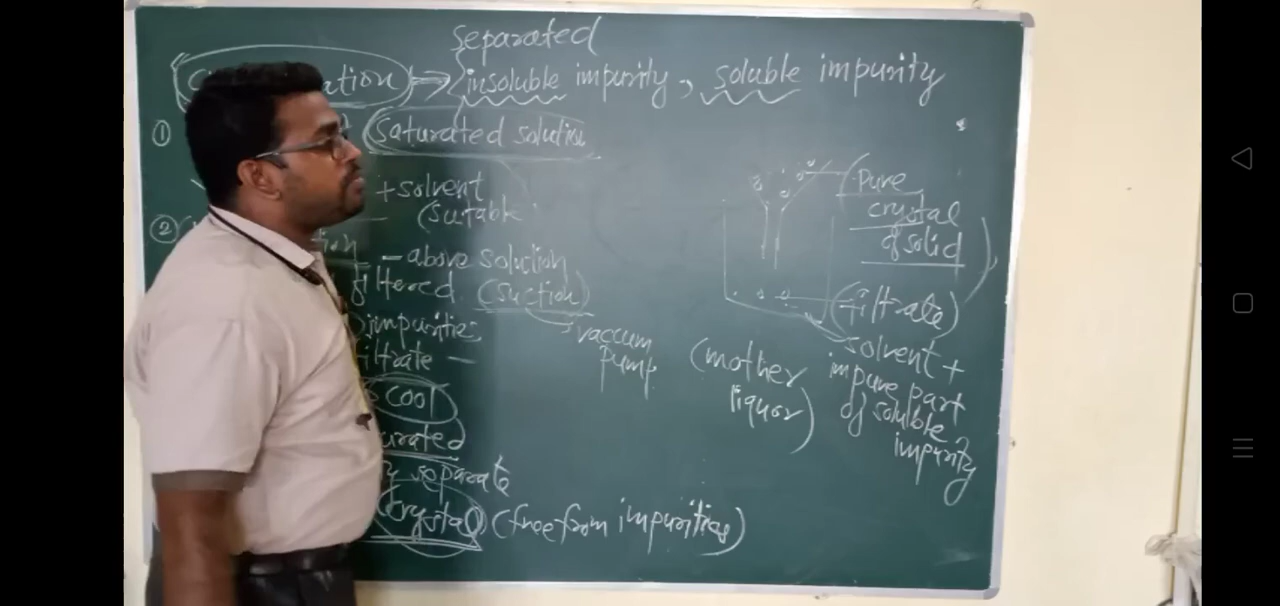 separated
ation) → insoluble impurity, soluble impurity
① (Saturated solution
+ solvent
(suitable
②
tion - above solution
filtered (suction)
impurities
vaccum
pump
filtrate -
cool
urated
separate
crystal (free from impurities)
(Pure
crystal
of solid)
(filtrate)
(mother
liquor)
solvent +
impure part
of soluble
impurity